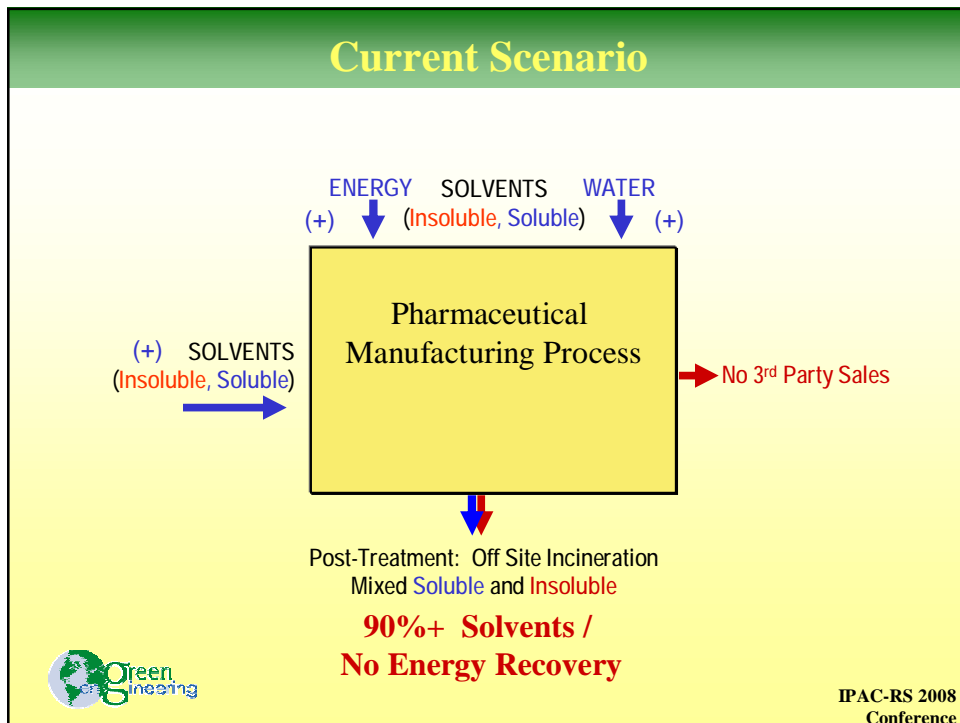 Current Scenario
ENERGY SOLVENTS WATER
(+) (Insoluble, Soluble) (+)
Pharmaceutical
Manufacturing Process
(+) SOLVENTS
(Insoluble, Soluble)
No 3rd Party Sales
Post-Treatment: Off Site Incineration
Mixed Soluble and Insoluble
90%+ Solvents /
No Energy Recovery
green
engineering
IPAC-RS 2008
Conference